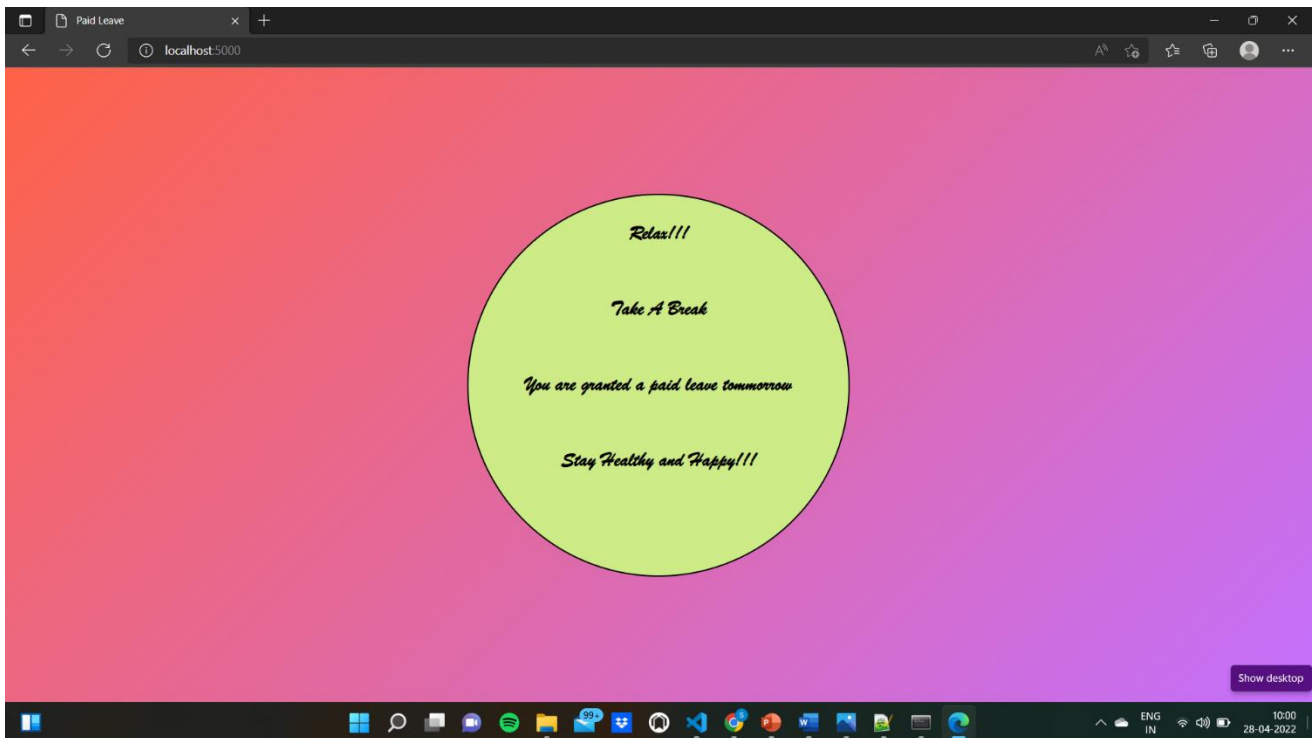 Paid Leave
localhost:5000
Relax!!!
Take A Break
You are granted a paid leave tommorrow
Stay Healthy and Happy!!!
Show desktop
99+
ENG
IN
10:00
28-04-2022